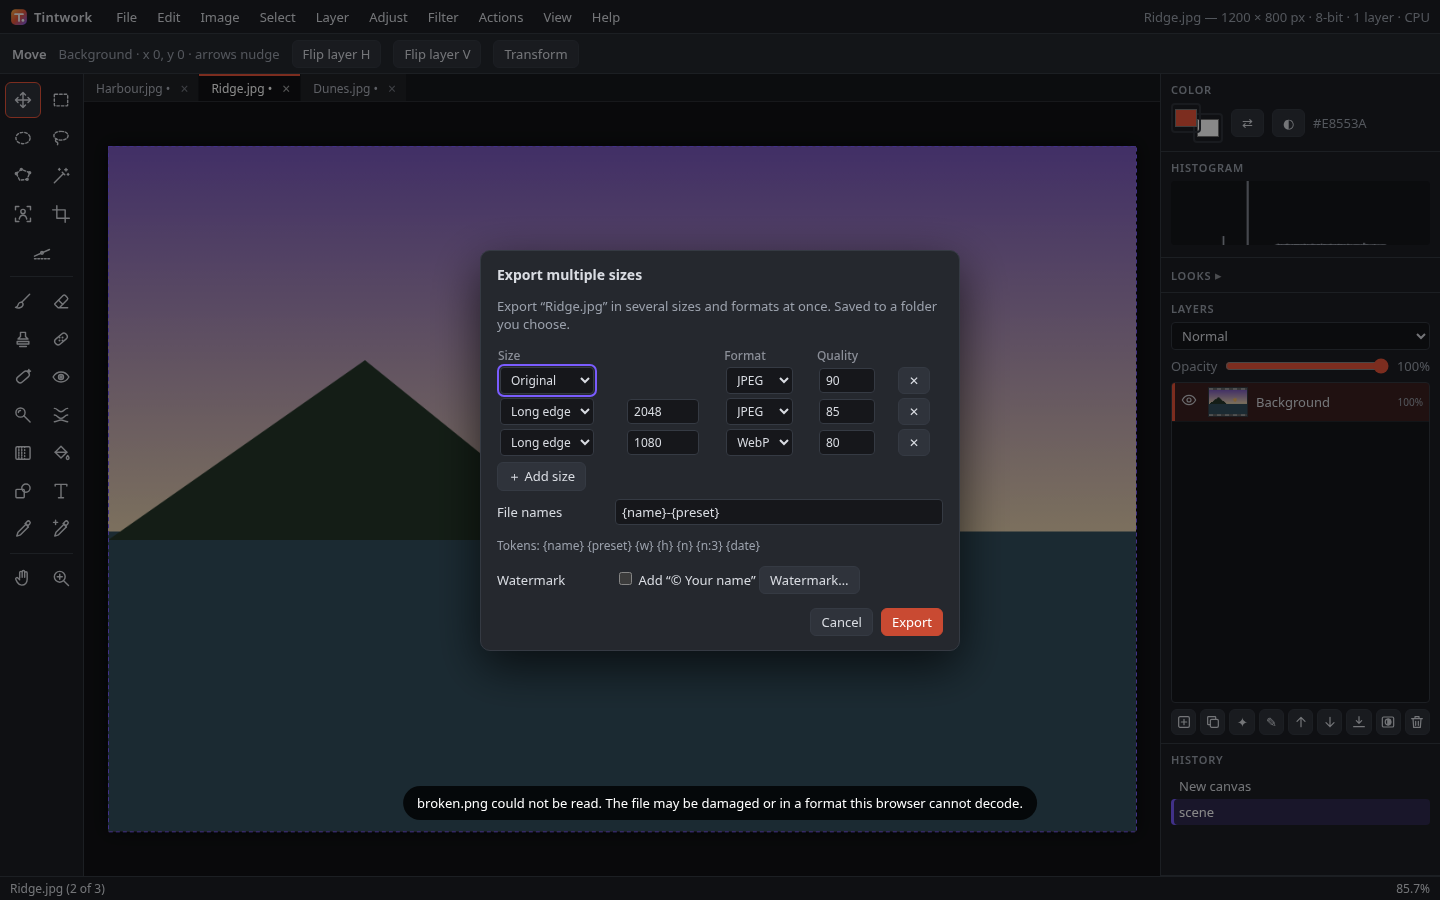 Tintwork File Edit Image Select Layer Adjust Filter Actions View Help Ridge.jpg — 1200 × 800 px · 8-bit · 1 layer · CPU
Move Background · x 0, y 0 · arrows nudge Flip layer H Flip layer V Transform
Harbour.jpg • × Ridge.jpg • × Dunes.jpg • ×
COLOR
#E8553A
HISTOGRAM
LOOKS ▸
LAYERS
Normal
Opacity 100%
Background 100%
HISTORY
New canvas
scene
Export multiple sizes
Export “Ridge.jpg” in several sizes and formats at once. Saved to a folder
you choose.
Size Format Quality
Original JPEG 90 ✕
Long edge 2048 JPEG 85 ✕
Long edge 1080 WebP 80 ✕
+ Add size
File names {name}-{preset}
Tokens: {name} {preset} {w} {h} {n} {n:3} {date}
Watermark Add “© Your name” Watermark…
Cancel Export
broken.png could not be read. The file may be damaged or in a format this browser cannot decode.
Ridge.jpg (2 of 3) 85.7%